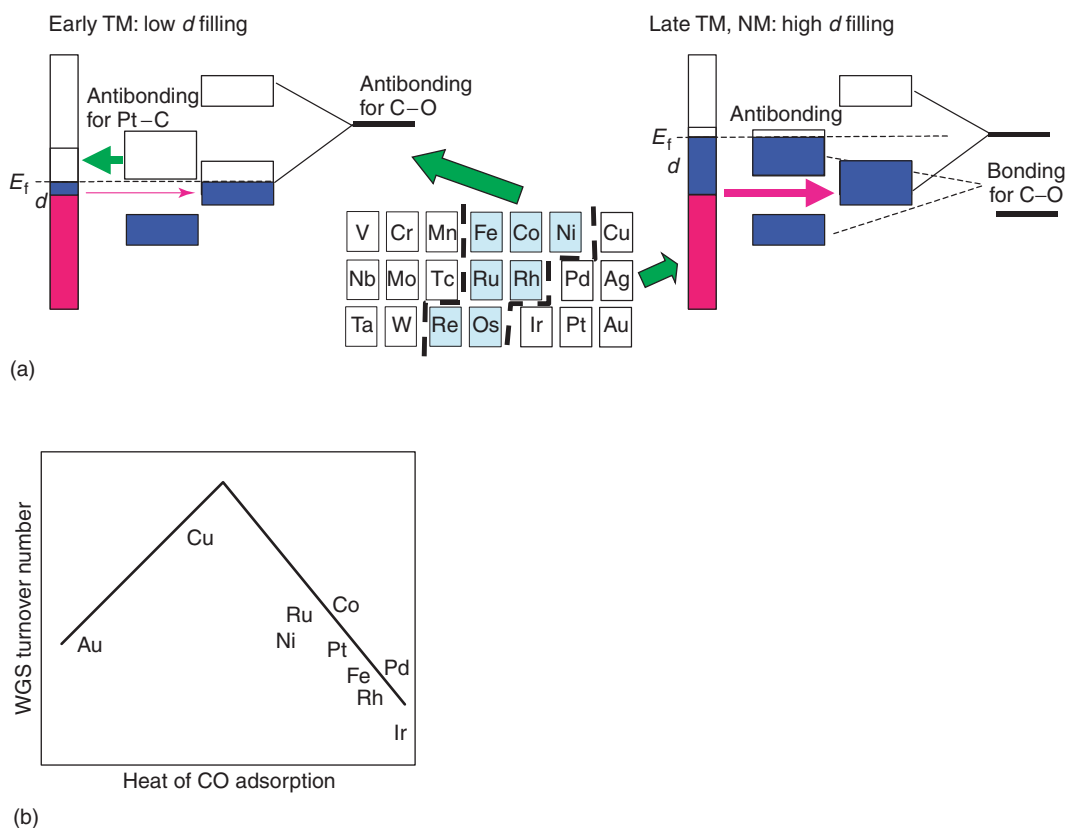 Early TM: low d filling
Late TM, NM: high d filling
Antibonding
for Pt–C
Antibonding
for C–O
Antibonding
Ef
d
Ef
d
Bonding
for C–O
V Cr Mn Fe Co Ni Cu
Nb Mo Tc Ru Rh Pd Ag
Ta W Re Os Ir Pt Au
(a)
WGS turnover number
Cu
Co
Ru
Au
Ni
Pt
Pd
Fe
Rh
Ir
Heat of CO adsorption
(b)